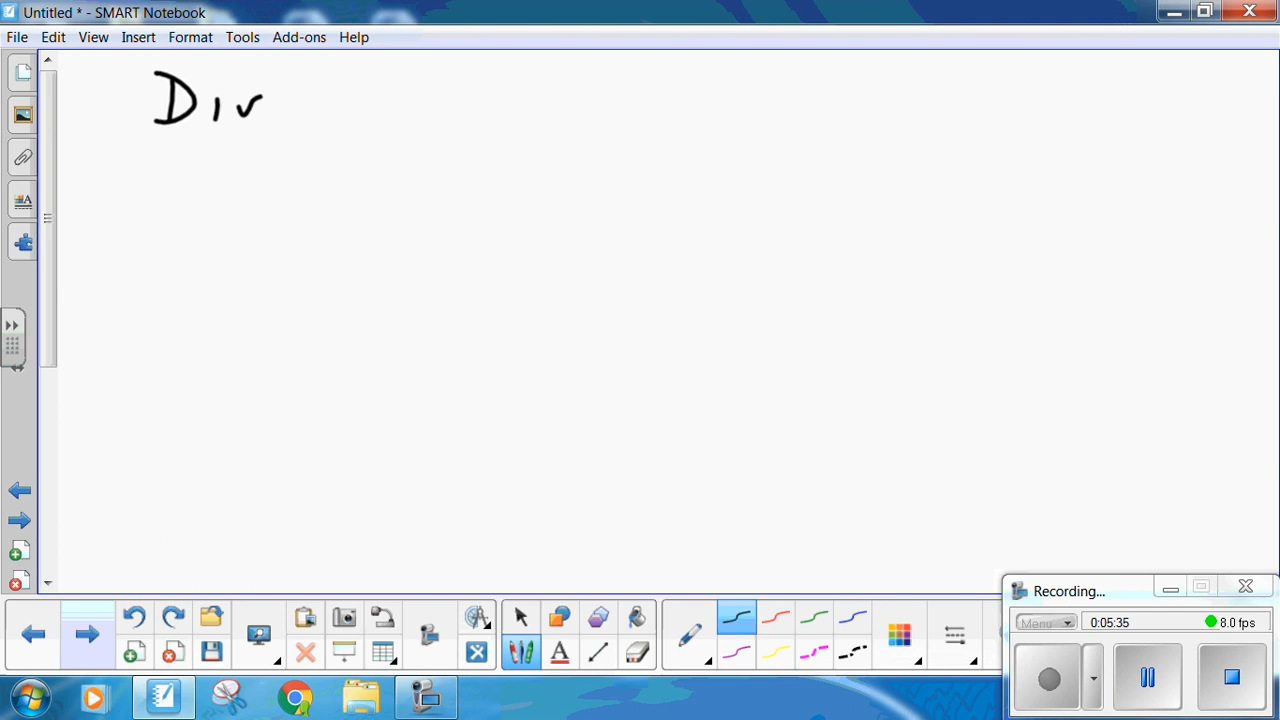 Untitled * - SMART Notebook
File Edit View Insert Format Tools Add-ons Help
Div
Recording...
Menu 0:05:35 8.0 fps